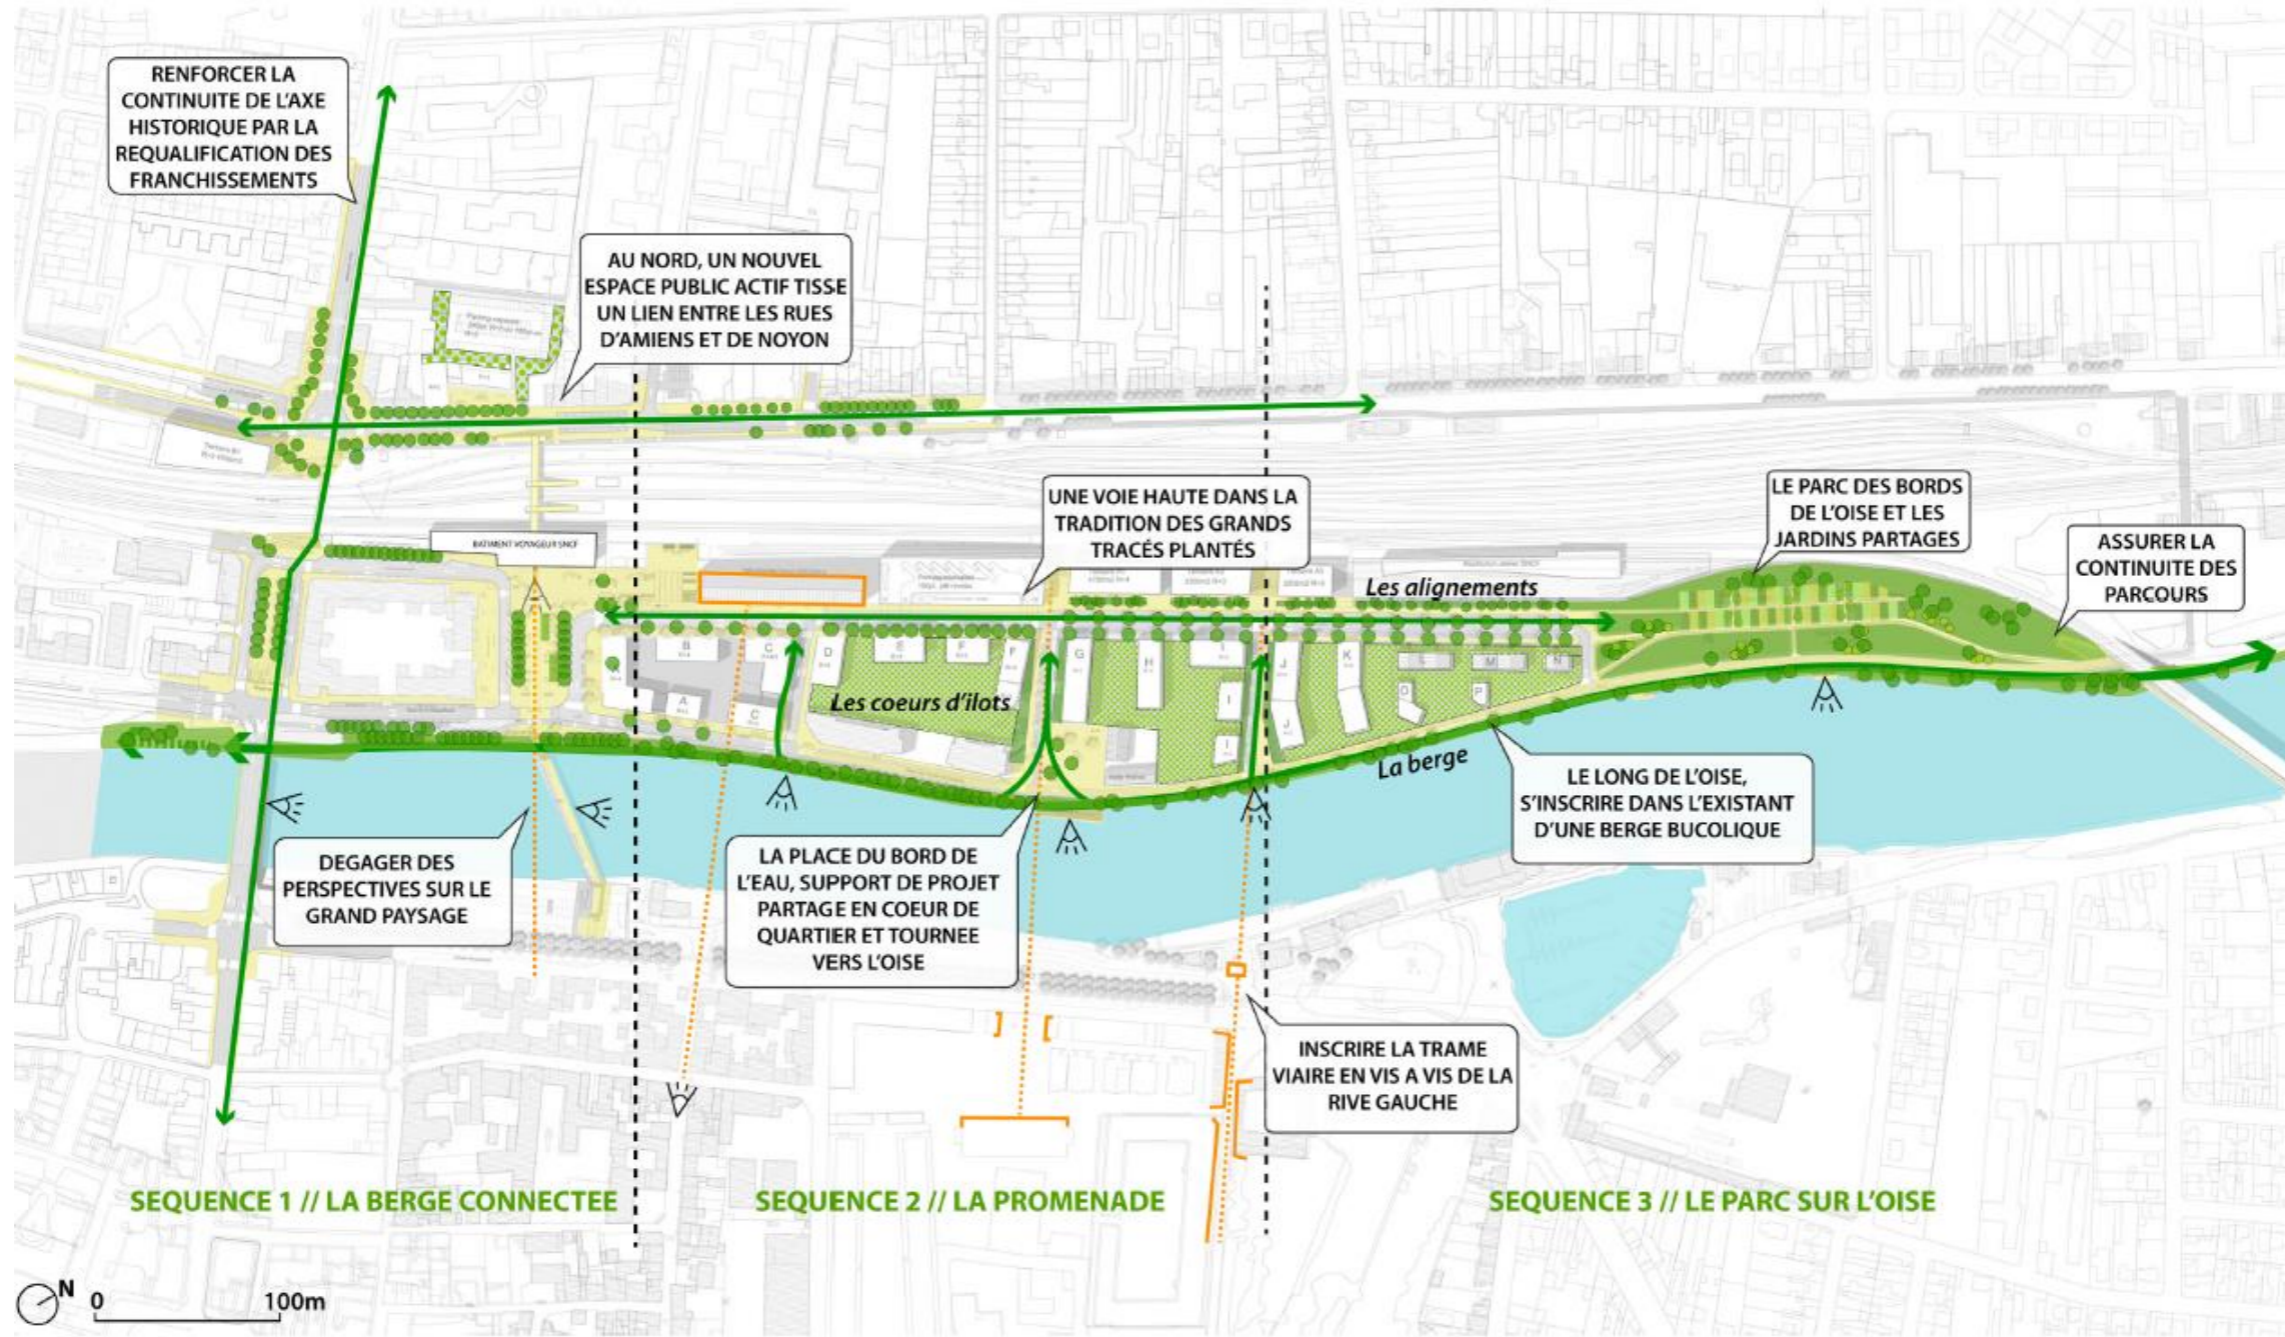 RENFORCER LA
CONTINUITE DE L'AXE
HISTORIQUE PAR LA
REQUALIFICATION DES
FRANCHISSEMENTS
AU NORD, UN NOUVEL
ESPACE PUBLIC ACTIF TISSE
UN LIEN ENTRE LES RUES
D'AMIENS ET DE NOYON
UNE VOIE HAUTE DANS LA
TRADITION DES GRANDS
TRACÉS PLANTÉS
LE PARC DES BORDS
DE L'OISE ET LES
JARDINS PARTAGES
ASSURER LA
CONTINUITE DES
PARCOURS
BATIMENT VOYAGEUR SNCF
Les alignements
B
C
D
E
F
F
G
H
I
J
K
L
M
N
A
C
I
I
J
O
P
Les coeurs d'ilots
La berge
LE LONG DE L'OISE,
S'INSCRIRE DANS L'EXISTANT
D'UNE BERGE BUCOLIQUE
DEGAGER DES
PERSPECTIVES SUR LE
GRAND PAYSAGE
LA PLACE DU BORD DE
L'EAU, SUPPORT DE PROJET
PARTAGE EN COEUR DE
QUARTIER ET TOURNEE
VERS L'OISE
INSCRIRE LA TRAME
VIAIRE EN VIS A VIS DE LA
RIVE GAUCHE
SEQUENCE 1 // LA BERGE CONNECTEE
SEQUENCE 2 // LA PROMENADE
SEQUENCE 3 // LE PARC SUR L'OISE
N
0 100m